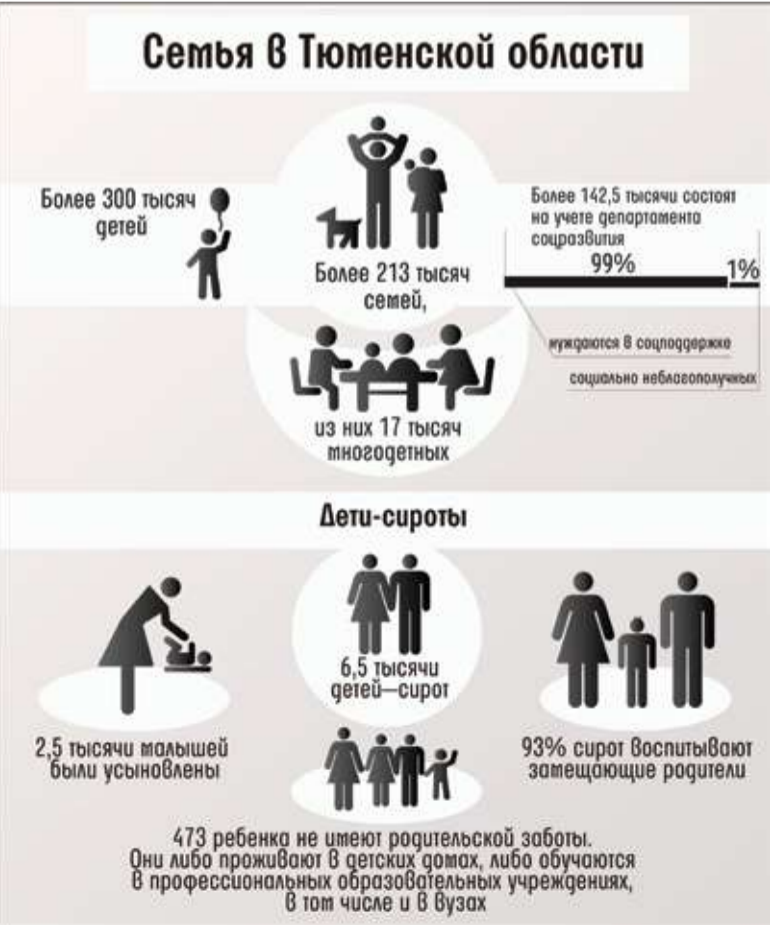 Семья в Тюменской области
Более 300 тысяч
детей
Более 213 тысяч
семей,
Более 142,5 тысячи состоят
на учете департамента
соцразвития
99%
1%
нуждаются в соцподдержке
социально неблагополучных
из них 17 тысяч
многодетных
Дети-сироты
2,5 тысячи малышей
были усыновлены
6,5 тысячи
детей—сирот
93% сирот воспитывают
замещающие родители
473 ребенка не имеют родительской заботы.
Они либо проживают в детских домах, либо обучаются
в профессиональных образовательных учреждениях,
в том числе и в вузах